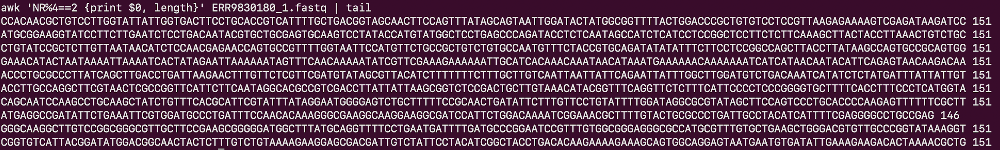 awk 'NR%4==2 {print $0, length}' ERR9830180_1.fastq | tail
CCACAACGCTGTCCTTGGTATTATTGGTGACTTCCTGCACCGTCATTTTGCTGACGGTAGCAACTTCCAGTTTATAGCAGTAATTGGATACTATGGCGGTTTTACTGGACCCGCTGTGTCCTCCGTTAAGAGAAAAGTCGAGATAAGATCC 151
ATGCGGAAGGTATCCTTCTTGAATCTCCTGACAATACGTGCTGCGAGTGCAAGTCCTATACCATGTATGGCTCCTGAGCCCAGATACCTCTCAATAGCCATCTCATCCTCCGGCTCCTTCTCTTCAAAGCTTACTACCTTAAACTGTCTGC 151
CTGTATCCGCTCTTGTTAATAACATCTCCAACGAGAACCAGTGCCGTTTTGGTAATTCCATGTTCTGCCGCTGTCTGTGCCAATGTTTCTACCGTGCAGATATATATTTCTTCCTCCGGCCAGCTTACCTTATAAGCCAGTGCCGCAGTGG 151
GAAACATACTAATAAAATTAAAATCACTATAGAATTAAAAAATAGTTTCAACAAAAATATCGTTCGAAAGAAAAAATTGCATCACAAACAAATAACATAAATGAAAAAACAAAAAAATCATCATAACAATACATTCAGAGTAACAAGACAA 151
ACCCTGCGCCCTTATCAGCTTGACCTGATTAAGAACTTTGTTCTCGTTCGATGTATAGCGTTACATCTTTTTTTCTTTGCTTGTCAATTAATTATTCAGAATTATTTGGCTTGGATGTCTGACAAATCATATCTCTATGATTTATTATTGT 151
ACCTTGCCAGGCTTCGTAACTCGCCGGTTCATTCTTCAATAGGCACGCCGTCGACCTTATTATTAAGCGGTCTCCGACTGCTTGTAAACATACGGTTTCAGGTTCTCTTTCATTCCCCTCCCGGGGTGCTTTTCACCTTTCCCTCATGGTA 151
CAGCAATCCAAGCCTGCAAGCTATCTGTTTCACGCATTCGTATTTATAGGAATGGGGAGTCTGCTTTTTCCGCAACTGATATTCTTTGTTCCTGTATTTTGGATAGGCGCGTATAGCTTCCAGTCCCTGCACCCCAAGAGTTTTTTCGCTT 151
ATGAGGCCGATATTCTGAAATTCGTGGATGCCCTGATTTCCAACACAAAGGGCGAAGGCAAGGAAGGCGATCCATTCTGGACAAAATCGGAAACGCTTTTGTACTGCGCCCTGATTGCCTACATCATTTTCGAGGGGCCTGCCGAG 146
GGGCAAGGCTTGTCCGGCGGGCGTTGCTTCCGAAGCGGGGGATGGCTTTATGCAGGTTTTCCTGAATGATTTTGATGCCCGGAATCCGTTTGTGGCGGGAGGGCGCCATGCGTTTGTGCTGAAGCTGGGACGTGTTGCCCGGTATAAAGGT 151
CGGTGTCATTACGGATATGGACGGCAACTACTCTTTGTCTGTAAAAGAAGGAGCGACGATTGTCTATTCCTACATCGGCTACCTGACACAAGAAAAGAAAGCAGTGGCAGGAGTAATGAATGTGATATTGAAAGAAGACACTAAAACGCTG 151